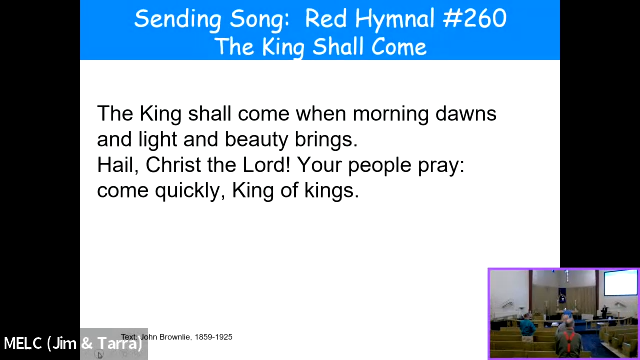 Sending Song: Red Hymnal #260
The King Shall Come
The King shall come when morning dawns
and light and beauty brings.
Hail, Christ the Lord! Your people pray:
come quickly, King of kings.
Text: John Brownlie, 1859-1925
MELC (Jim & Tarra)